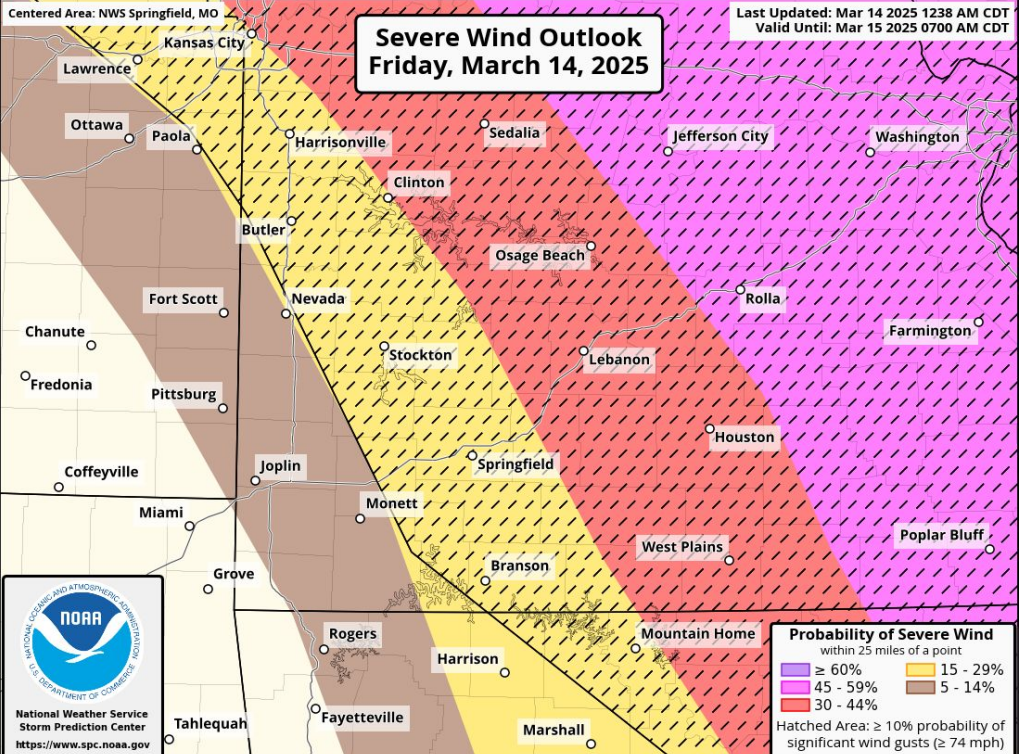 Centered Area: NWS Springfield, MO
Severe Wind Outlook
Friday, March 14, 2025
Last Updated: Mar 14 2025 1238 AM CDT
Valid Until: Mar 15 2025 0700 AM CDT
Kansas City
Lawrence
Ottawa
Paola
Harrisonville
Sedalia
Jefferson City
Washington
Clinton
Butler
Osage Beach
Fort Scott
Nevada
Rolla
Chanute
Farmington
Stockton
Lebanon
Fredonia
Pittsburg
Houston
Coffeyville
Joplin
Springfield
Monett
Miami
Poplar Bluff
West Plains
Branson
Grove
Rogers
Mountain Home
Harrison
Fayetteville
Tahlequah
Marshall
NATIONAL OCEANIC AND ATMOSPHERIC ADMINISTRATION
NOAA
U.S. DEPARTMENT OF COMMERCE
National Weather Service
Storm Prediction Center
https://www.spc.noaa.gov
Probability of Severe Wind
within 25 miles of a point
≥ 60%
15 - 29%
45 - 59%
5 - 14%
30 - 44%
Hatched Area: ≥ 10% probability of
significant wind gusts (≥ 74 mph)